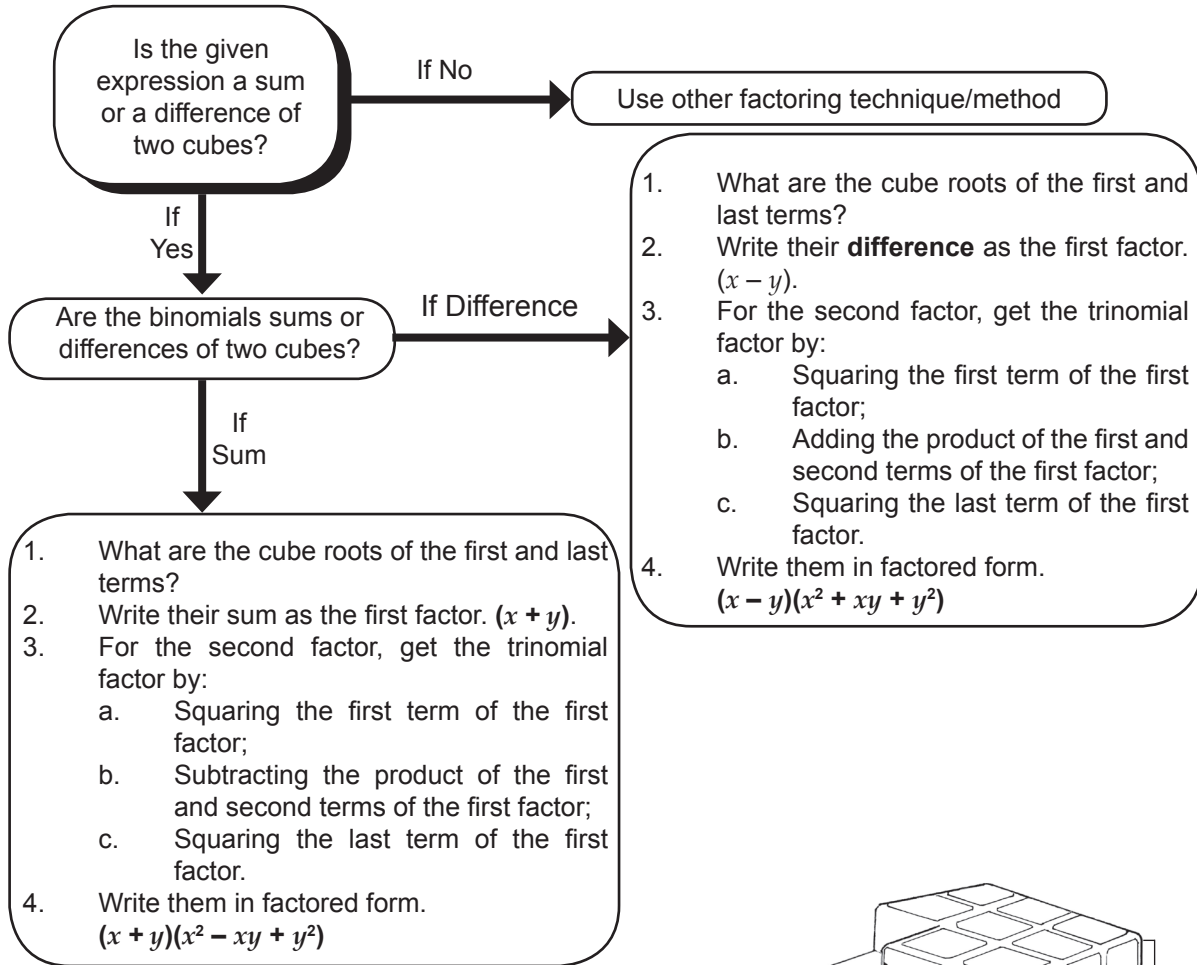 Is the given
expression a sum
or a difference of
two cubes?
If No
Use other factoring technique/method
If
Yes
Are the binomials sums or
differences of two cubes?
If Difference
1. What are the cube roots of the first and
last terms?
2. Write their difference as the first factor.
(x – y).
3. For the second factor, get the trinomial
factor by:
a. Squaring the first term of the first
factor;
b. Adding the product of the first and
second terms of the first factor;
c. Squaring the last term of the first
factor.
4. Write them in factored form.
(x – y)(x² + xy + y²)
If
Sum
1. What are the cube roots of the first and last
terms?
2. Write their sum as the first factor. (x + y).
3. For the second factor, get the trinomial
factor by:
a. Squaring the first term of the first
factor;
b. Subtracting the product of the first
and second terms of the first factor;
c. Squaring the last term of the first
factor.
4. Write them in factored form.
(x + y)(x² – xy + y²)